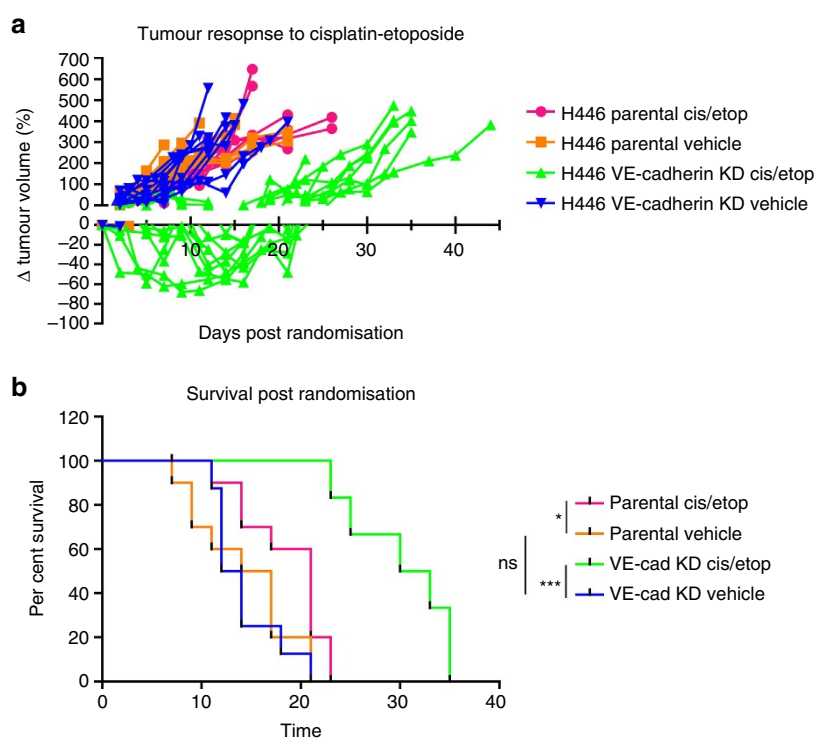 a
Tumour resopnse to cisplatin-etoposide
700
600
500
400
300
200
100
0
0
−20
−40
−60
−80
−100
Δ tumour volume (%)
10
20
30
40
Days post randomisation
H446 parental cis/etop
H446 parental vehicle
H446 VE-cadherin KD cis/etop
H446 VE-cadherin KD vehicle
b
Survival post randomisation
120
100
80
60
40
20
0
Per cent survival
0
10
20
30
40
Time
Parental cis/etop
*
Parental vehicle
ns
VE-cad KD cis/etop
***
VE-cad KD vehicle